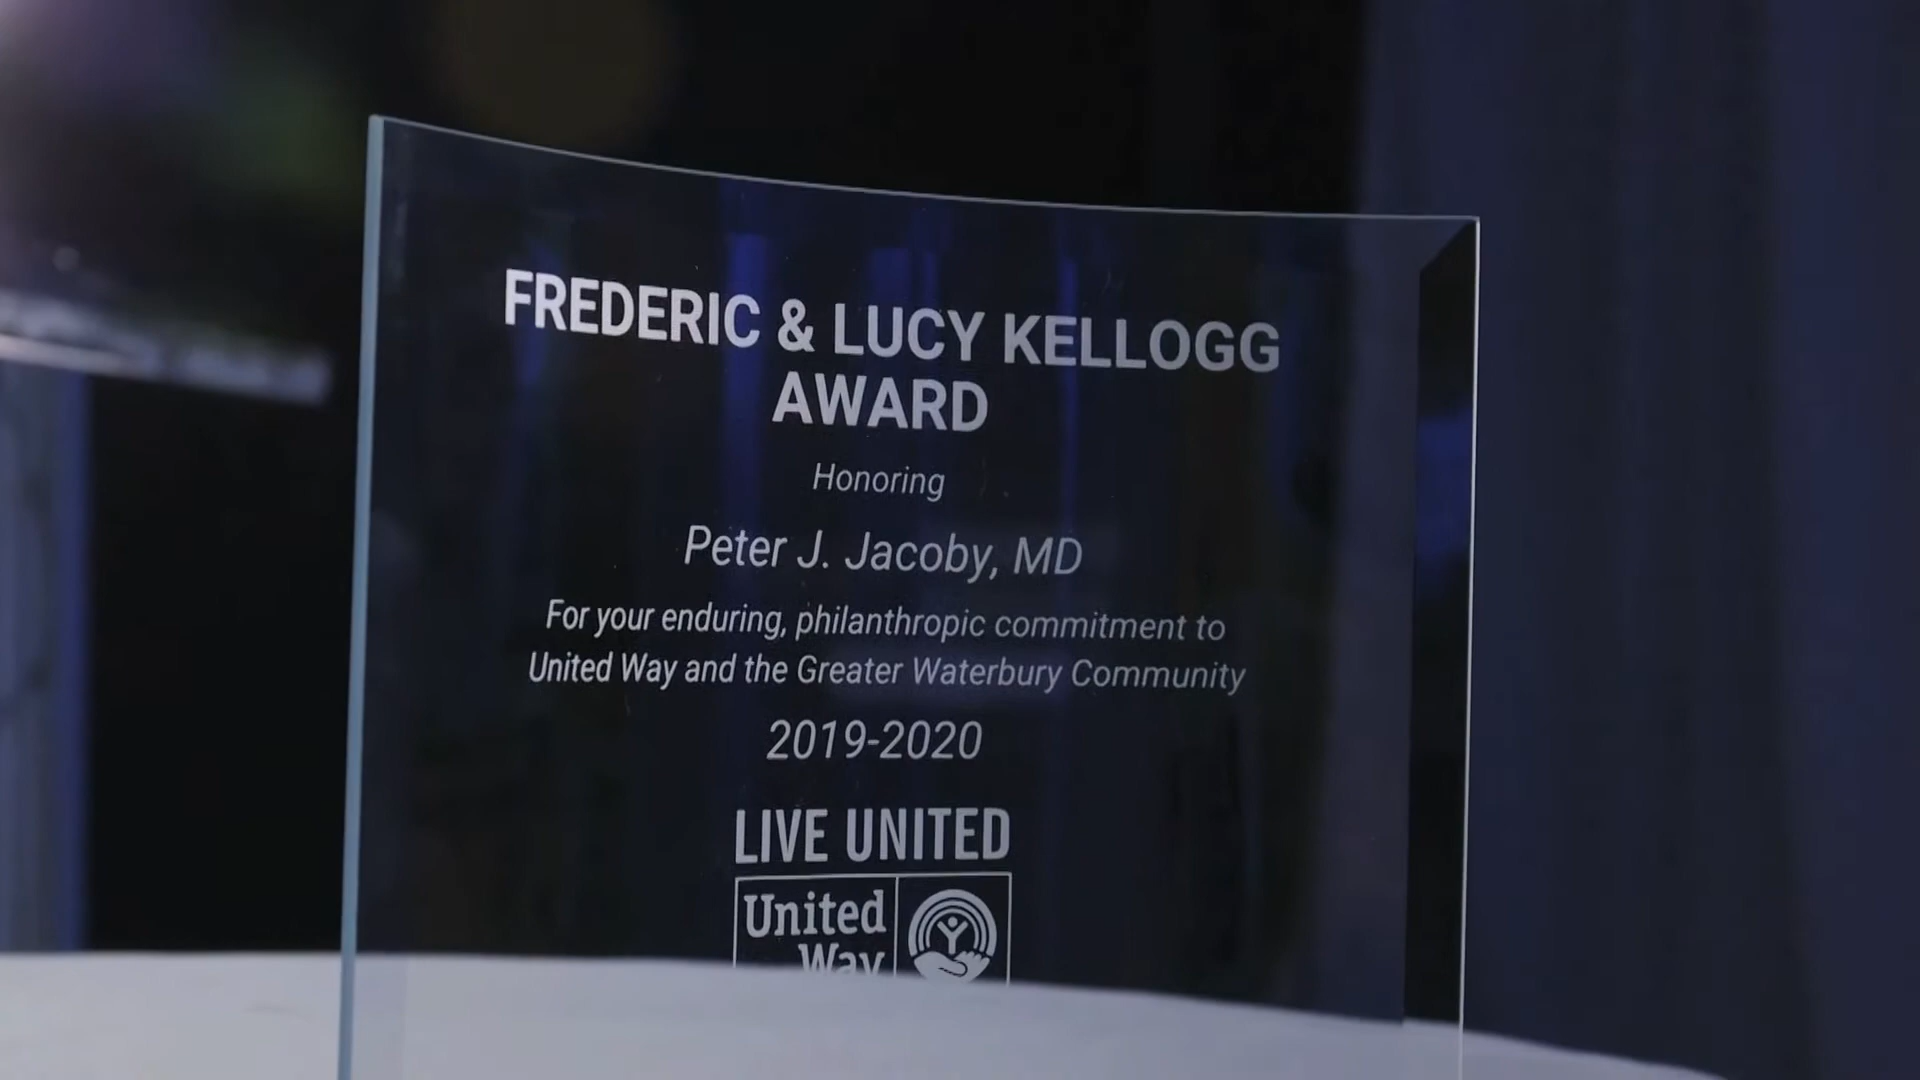 FREDERIC & LUCY KELLOGG
AWARD
Honoring
Peter J. Jacoby, MD
For your enduring, philanthropic commitment to
United Way and the Greater Waterbury Community
2019-2020
LIVE UNITED
United
Way